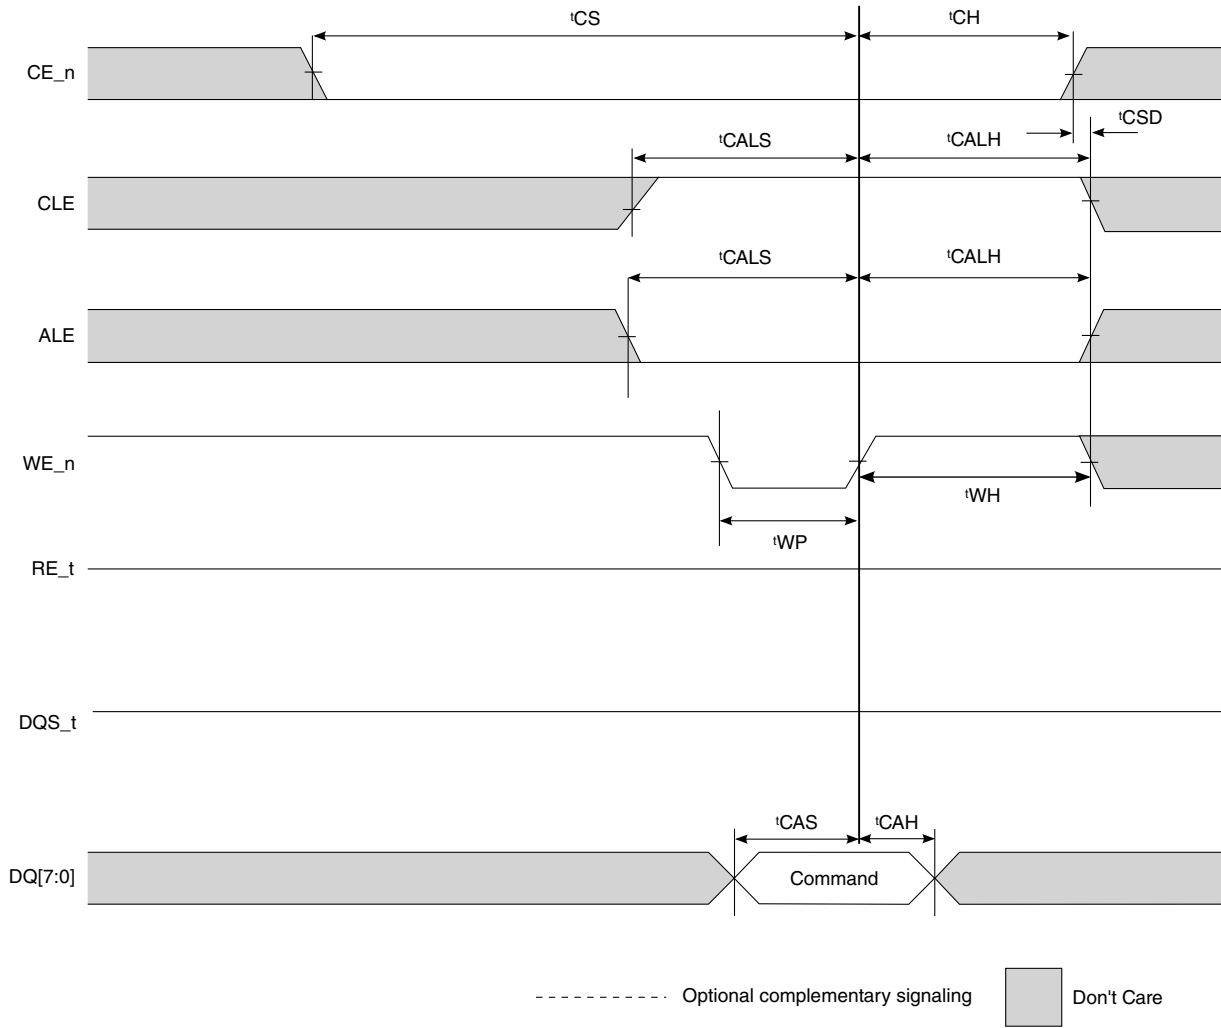 tCS
tCH
CE_n
tCSD
tCALS
tCALH
CLE
tCALS
tCALH
ALE
WE_n
tWH
tWP
RE_t
DQS_t
tCAS
tCAH
DQ[7:0]
Command
Optional complementary signaling
Don't Care